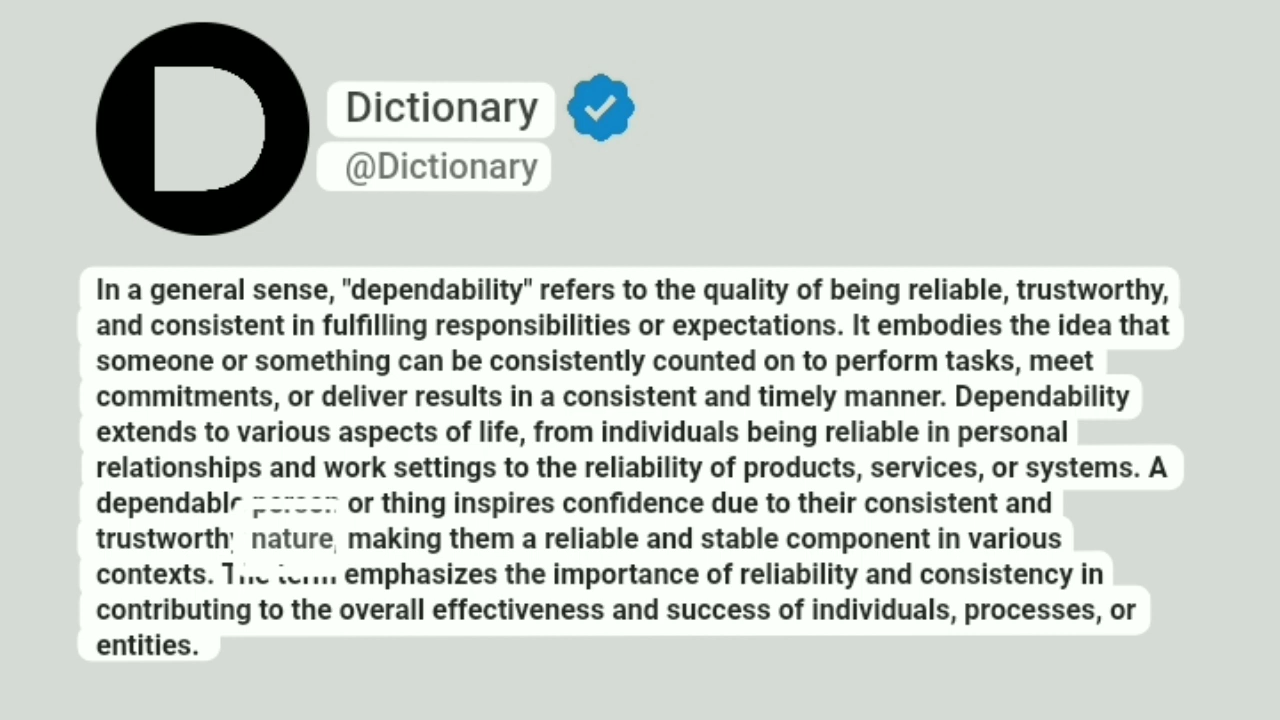 D
Dictionary
@Dictionary
In a general sense, "dependability" refers to the quality of being reliable, trustworthy,
and consistent in fulfilling responsibilities or expectations. It embodies the idea that
someone or something can be consistently counted on to perform tasks, meet
commitments, or deliver results in a consistent and timely manner. Dependability
extends to various aspects of life, from individuals being reliable in personal
relationships and work settings to the reliability of products, services, or systems. A
dependable person or thing inspires confidence due to their consistent and
trustworthy nature, making them a reliable and stable component in various
contexts. The term emphasizes the importance of reliability and consistency in
contributing to the overall effectiveness and success of individuals, processes, or
entities.